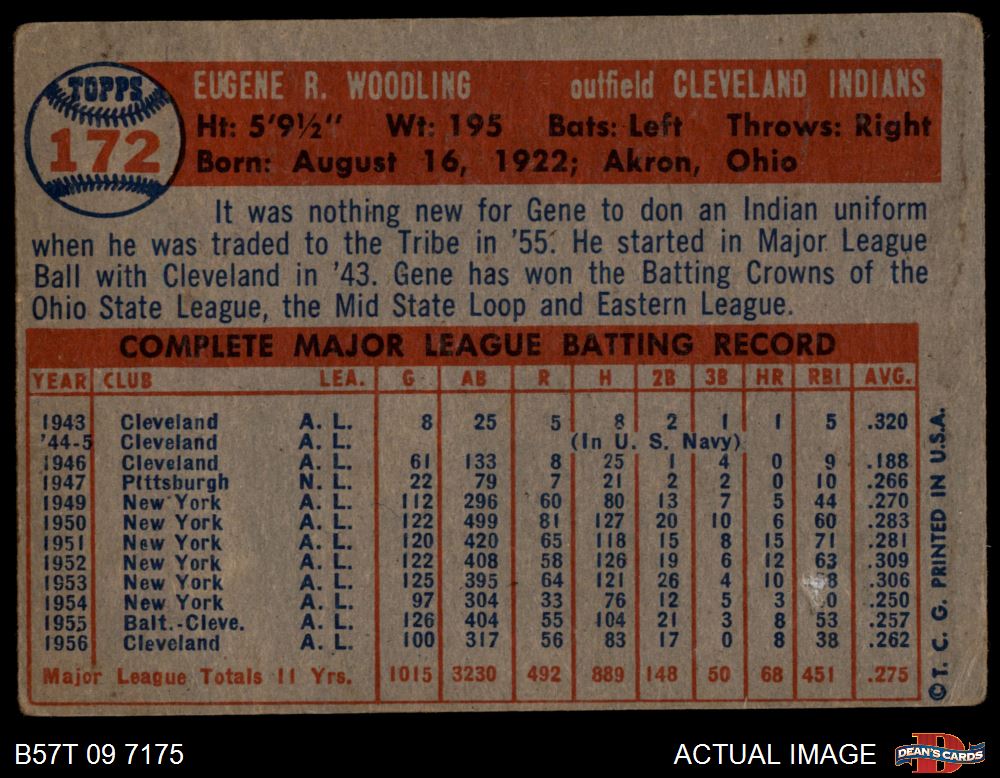 TOPPS
172
EUGENE R. WOODLING outfield CLEVELAND INDIANS
Ht: 5'9½" Wt: 195 Bats: Left Throws: Right
Born: August 16, 1922; Akron, Ohio
It was nothing new for Gene to don an Indian uniform
when he was traded to the Tribe in '55. He started in Major League
Ball with Cleveland in '43. Gene has won the Batting Crowns of the
Ohio State League, the Mid State Loop and Eastern League.
COMPLETE MAJOR LEAGUE BATTING RECORD
YEAR CLUB LEA. G AB R H 2B 3B HR RBI AVG.
1943 Cleveland A. L. 8 25 5 8 2 1 1 5 .320
'44-5 Cleveland A. L. (In U. S. Navy)
1946 Cleveland A. L. 61 133 8 25 1 4 0 9 .188
1947 Pittsburgh N. L. 22 79 7 21 2 2 0 10 .266
1949 New York A. L. 112 296 60 80 13 7 5 44 .270
1950 New York A. L. 122 499 81 127 20 10 6 60 .283
1951 New York A. L. 120 420 65 118 15 8 15 71 .281
1952 New York A. L. 122 408 58 126 19 6 12 63 .309
1953 New York A. L. 125 395 64 121 26 4 10 8 .306
1954 New York A. L. 97 304 33 76 12 5 3 0 .250
1955 Balt.-Cleve. A. L. 126 404 55 104 21 3 8 53 .257
1956 Cleveland A. L. 100 317 56 83 17 0 8 38 .262
Major League Totals 11 Yrs. 1015 3230 492 889 148 50 68 451 .275
© T. C. G. PRINTED IN U.S.A.
B57T 09 7175 ACTUAL IMAGE
DEAN'S CARDS